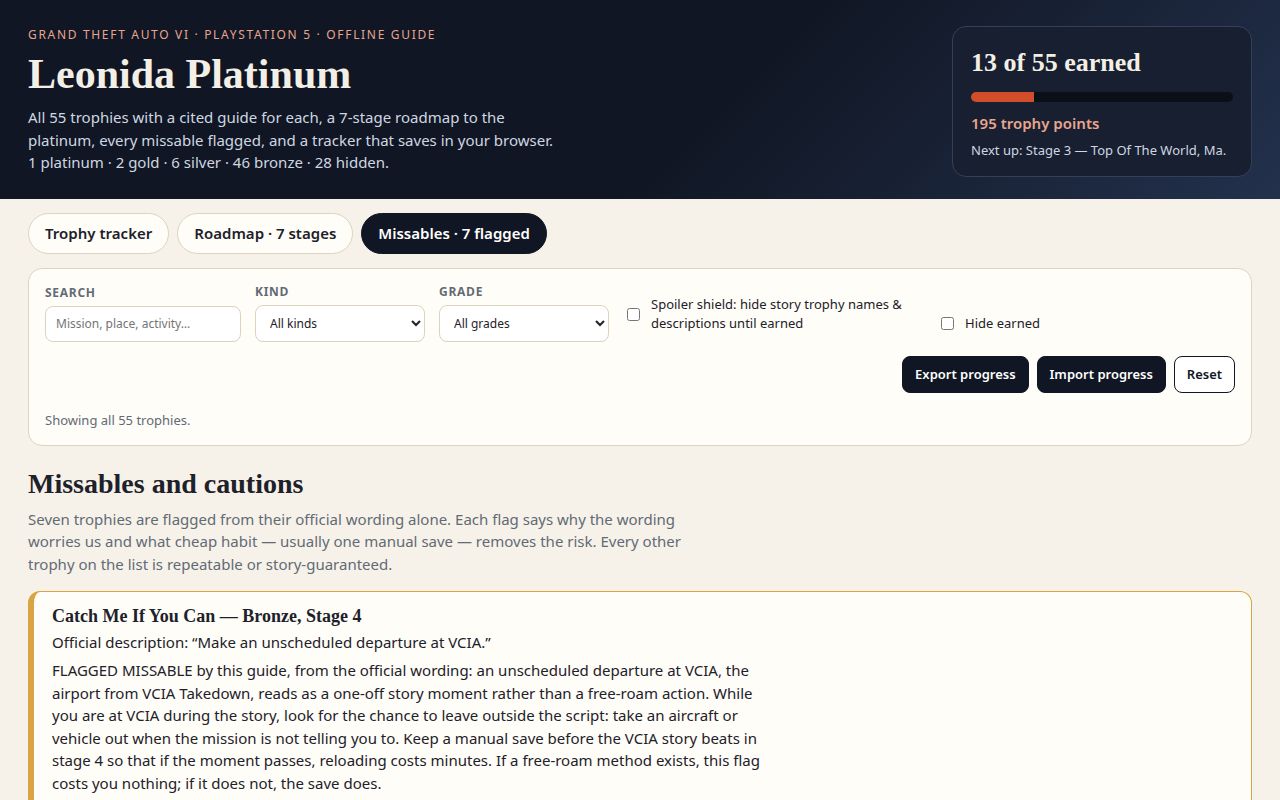 GRAND THEFT AUTO VI · PLAYSTATION 5 · OFFLINE GUIDE
Leonida Platinum
All 55 trophies with a cited guide for each, a 7-stage roadmap to the
platinum, every missable flagged, and a tracker that saves in your browser.
1 platinum · 2 gold · 6 silver · 46 bronze · 28 hidden.
13 of 55 earned
195 trophy points
Next up: Stage 3 — Top Of The World, Ma.
Trophy tracker
Roadmap · 7 stages
Missables · 7 flagged
SEARCH
Mission, place, activity...
KIND
All kinds
GRADE
All grades
Spoiler shield: hide story trophy names &
descriptions until earned
Hide earned
Export progress
Import progress
Reset
Showing all 55 trophies.
Missables and cautions
Seven trophies are flagged from their official wording alone. Each flag says why the wording
worries us and what cheap habit — usually one manual save — removes the risk. Every other
trophy on the list is repeatable or story-guaranteed.
Catch Me If You Can — Bronze, Stage 4
Official description: “Make an unscheduled departure at VCIA.”
FLAGGED MISSABLE by this guide, from the official wording: an unscheduled departure at VCIA, the
airport from VCIA Takedown, reads as a one-off story moment rather than a free-roam action. While
you are at VCIA during the story, look for the chance to leave outside the script: take an aircraft or
vehicle out when the mission is not telling you to. Keep a manual save before the VCIA story beats in
stage 4 so that if the moment passes, reloading costs minutes. If a free-roam method exists, this flag
costs you nothing; if it does not, the save does.